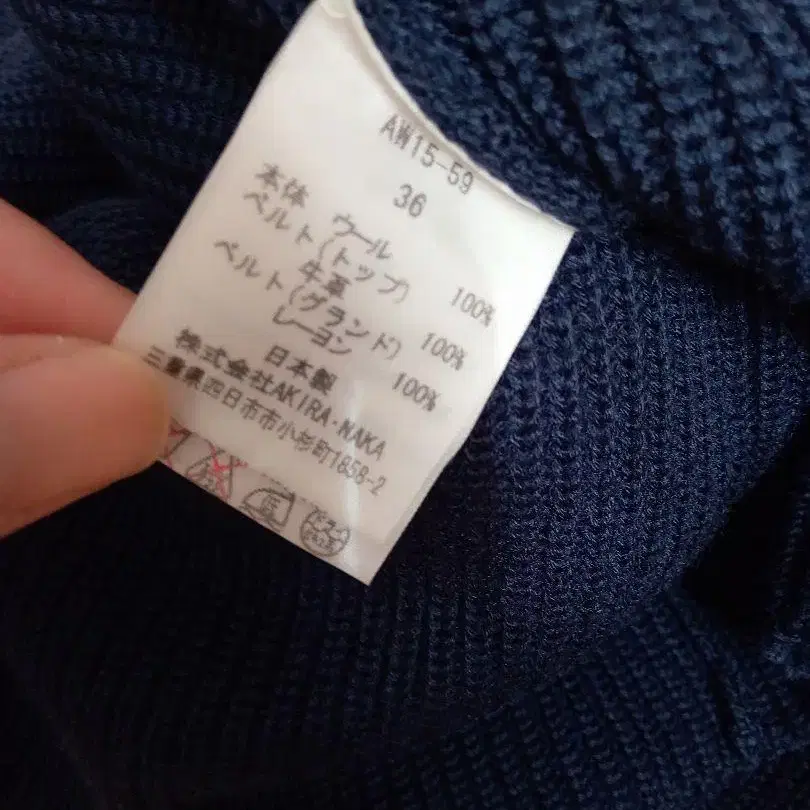 AW15-59
36
本体 ウール 100%
ベルト(トップ)
牛革 100%
ベルト(グランド)
レーヨン 100%
日本製
株式会社AKIRA・NAKA
三重県四日市市小杉町1858-2